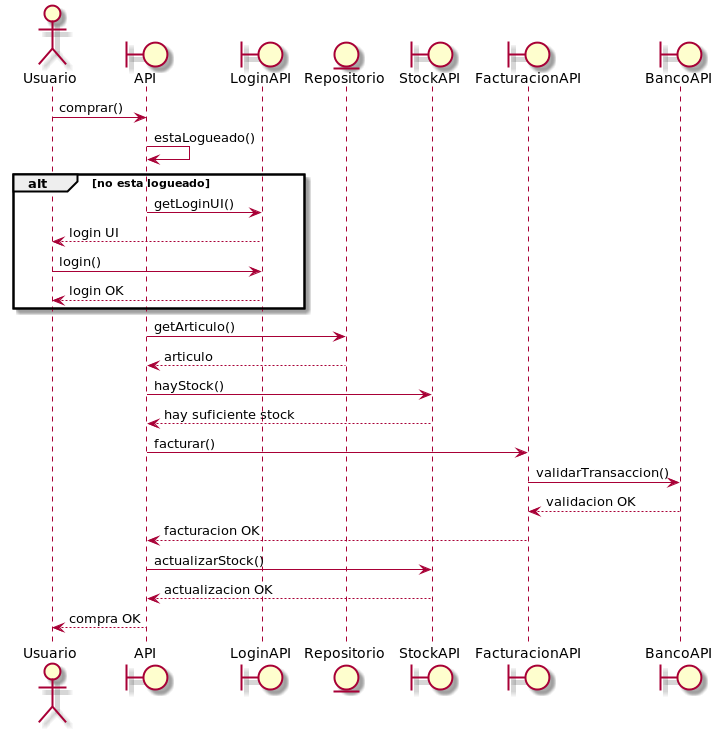 Usuario API LoginAPI Repositorio StockAPI FacturacionAPI BancoAPI
comprar()
estaLogueado()
alt [no esta logueado]
getLoginUI()
login UI
login()
login OK
getArticulo()
articulo
hayStock()
hay suficiente stock
facturar()
validarTransaccion()
validacion OK
facturacion OK
actualizarStock()
actualizacion OK
compra OK
Usuario API LoginAPI Repositorio StockAPI FacturacionAPI BancoAPI